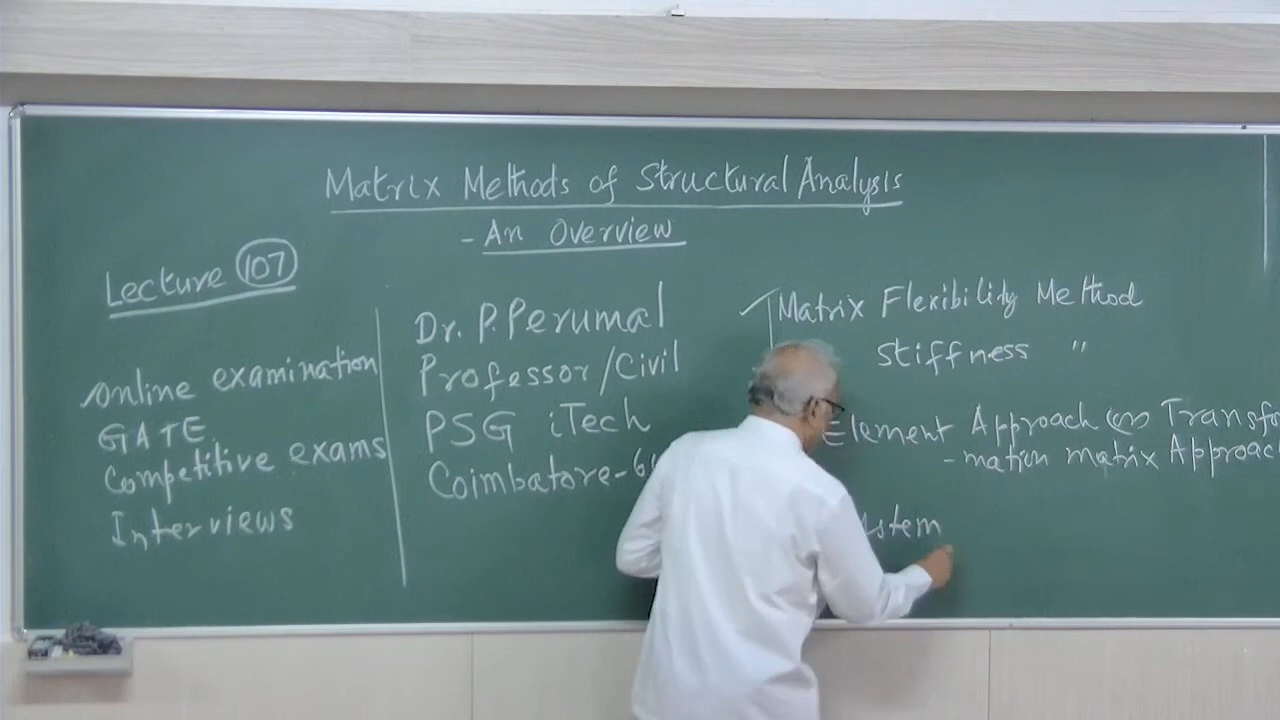 Matrix Methods of Structural Analysis
- An Overview
Lecture 107
Online examination
GATE
Competitive exams
Interviews
Dr. P. Perumal
Professor/Civil
PSG iTech
Coimbatore-
Matrix Flexibility Method
Stiffness "
Element Approach (or) Transfo
-mation matrix Approac
stem